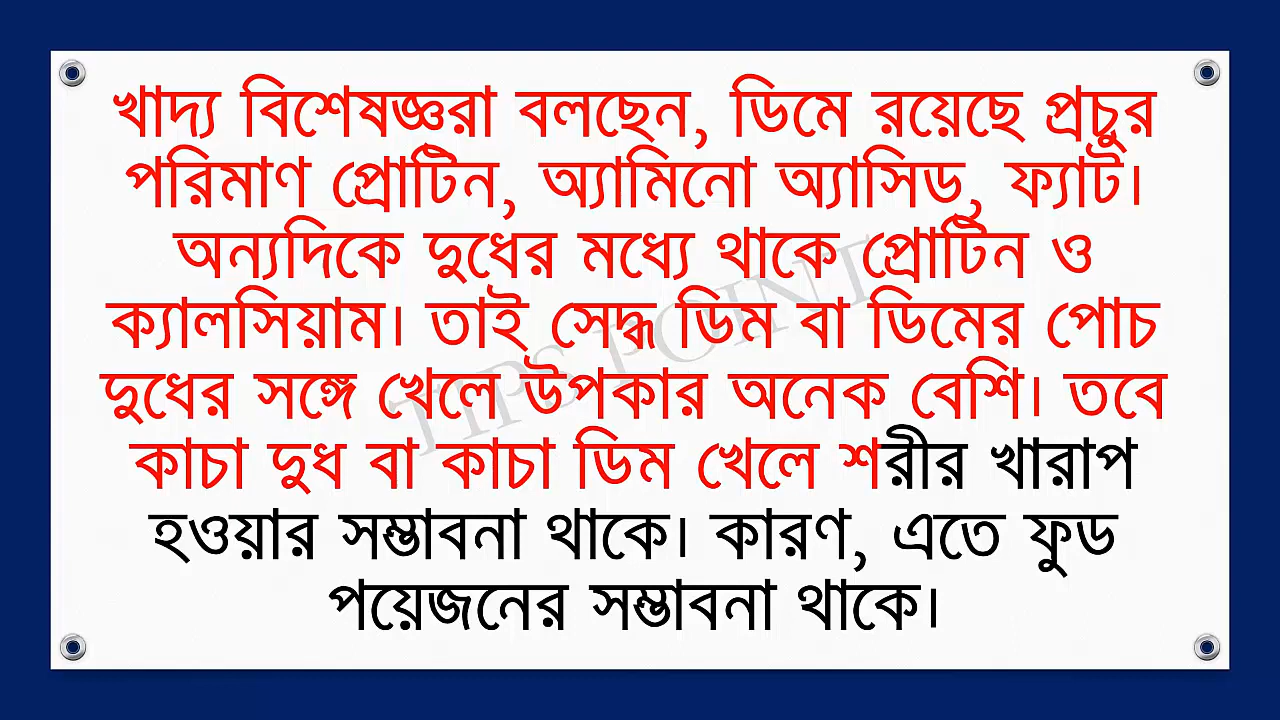 খাদ্য বিশেষজ্ঞরা বলছেন, ডিমে রয়েছে প্রচুর
পরিমাণ প্রোটিন, অ্যামিনো অ্যাসিড, ফ্যাট।
অন্যদিকে দুধের মধ্যে থাকে প্রোটিন ও
ক্যালসিয়াম। তাই সেদ্ধ ডিম বা ডিমের পোচ
দুধের সঙ্গে খেলে উপকার অনেক বেশি। তবে
কাচা দুধ বা কাচা ডিম খেলে শরীর খারাপ
হওয়ার সম্ভাবনা থাকে। কারণ, এতে ফুড
পয়েজনের সম্ভাবনা থাকে।